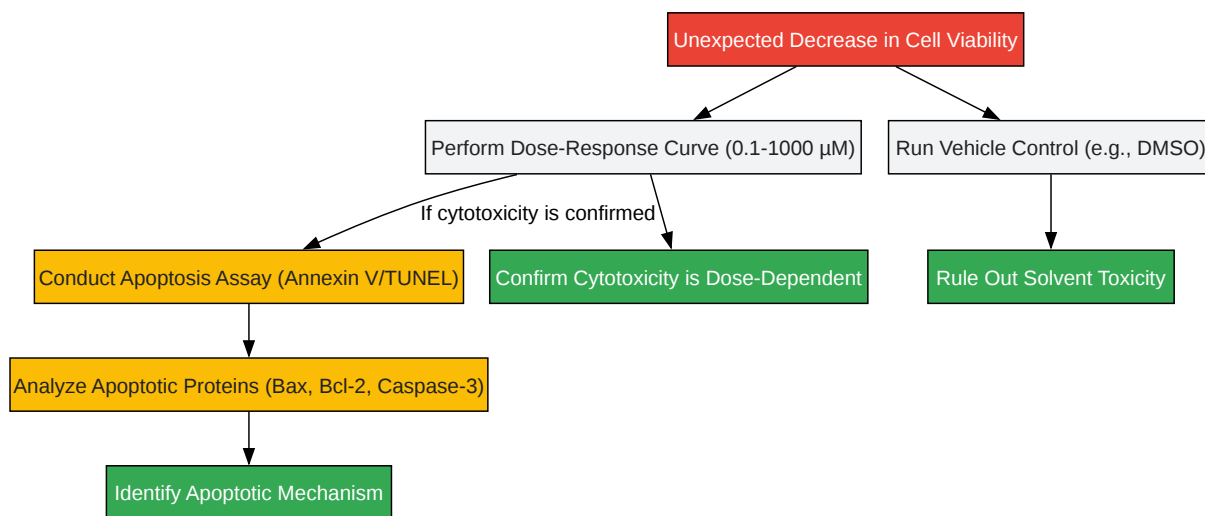 Unexpected Decrease in Cell Viability
Perform Dose-Response Curve (0.1-1000 µM)
Run Vehicle Control (e.g., DMSO)
If cytotoxicity is confirmed
Conduct Apoptosis Assay (Annexin V/TUNEL)
Confirm Cytotoxicity is Dose-Dependent
Rule Out Solvent Toxicity
Analyze Apoptotic Proteins (Bax, Bcl-2, Caspase-3)
Identify Apoptotic Mechanism